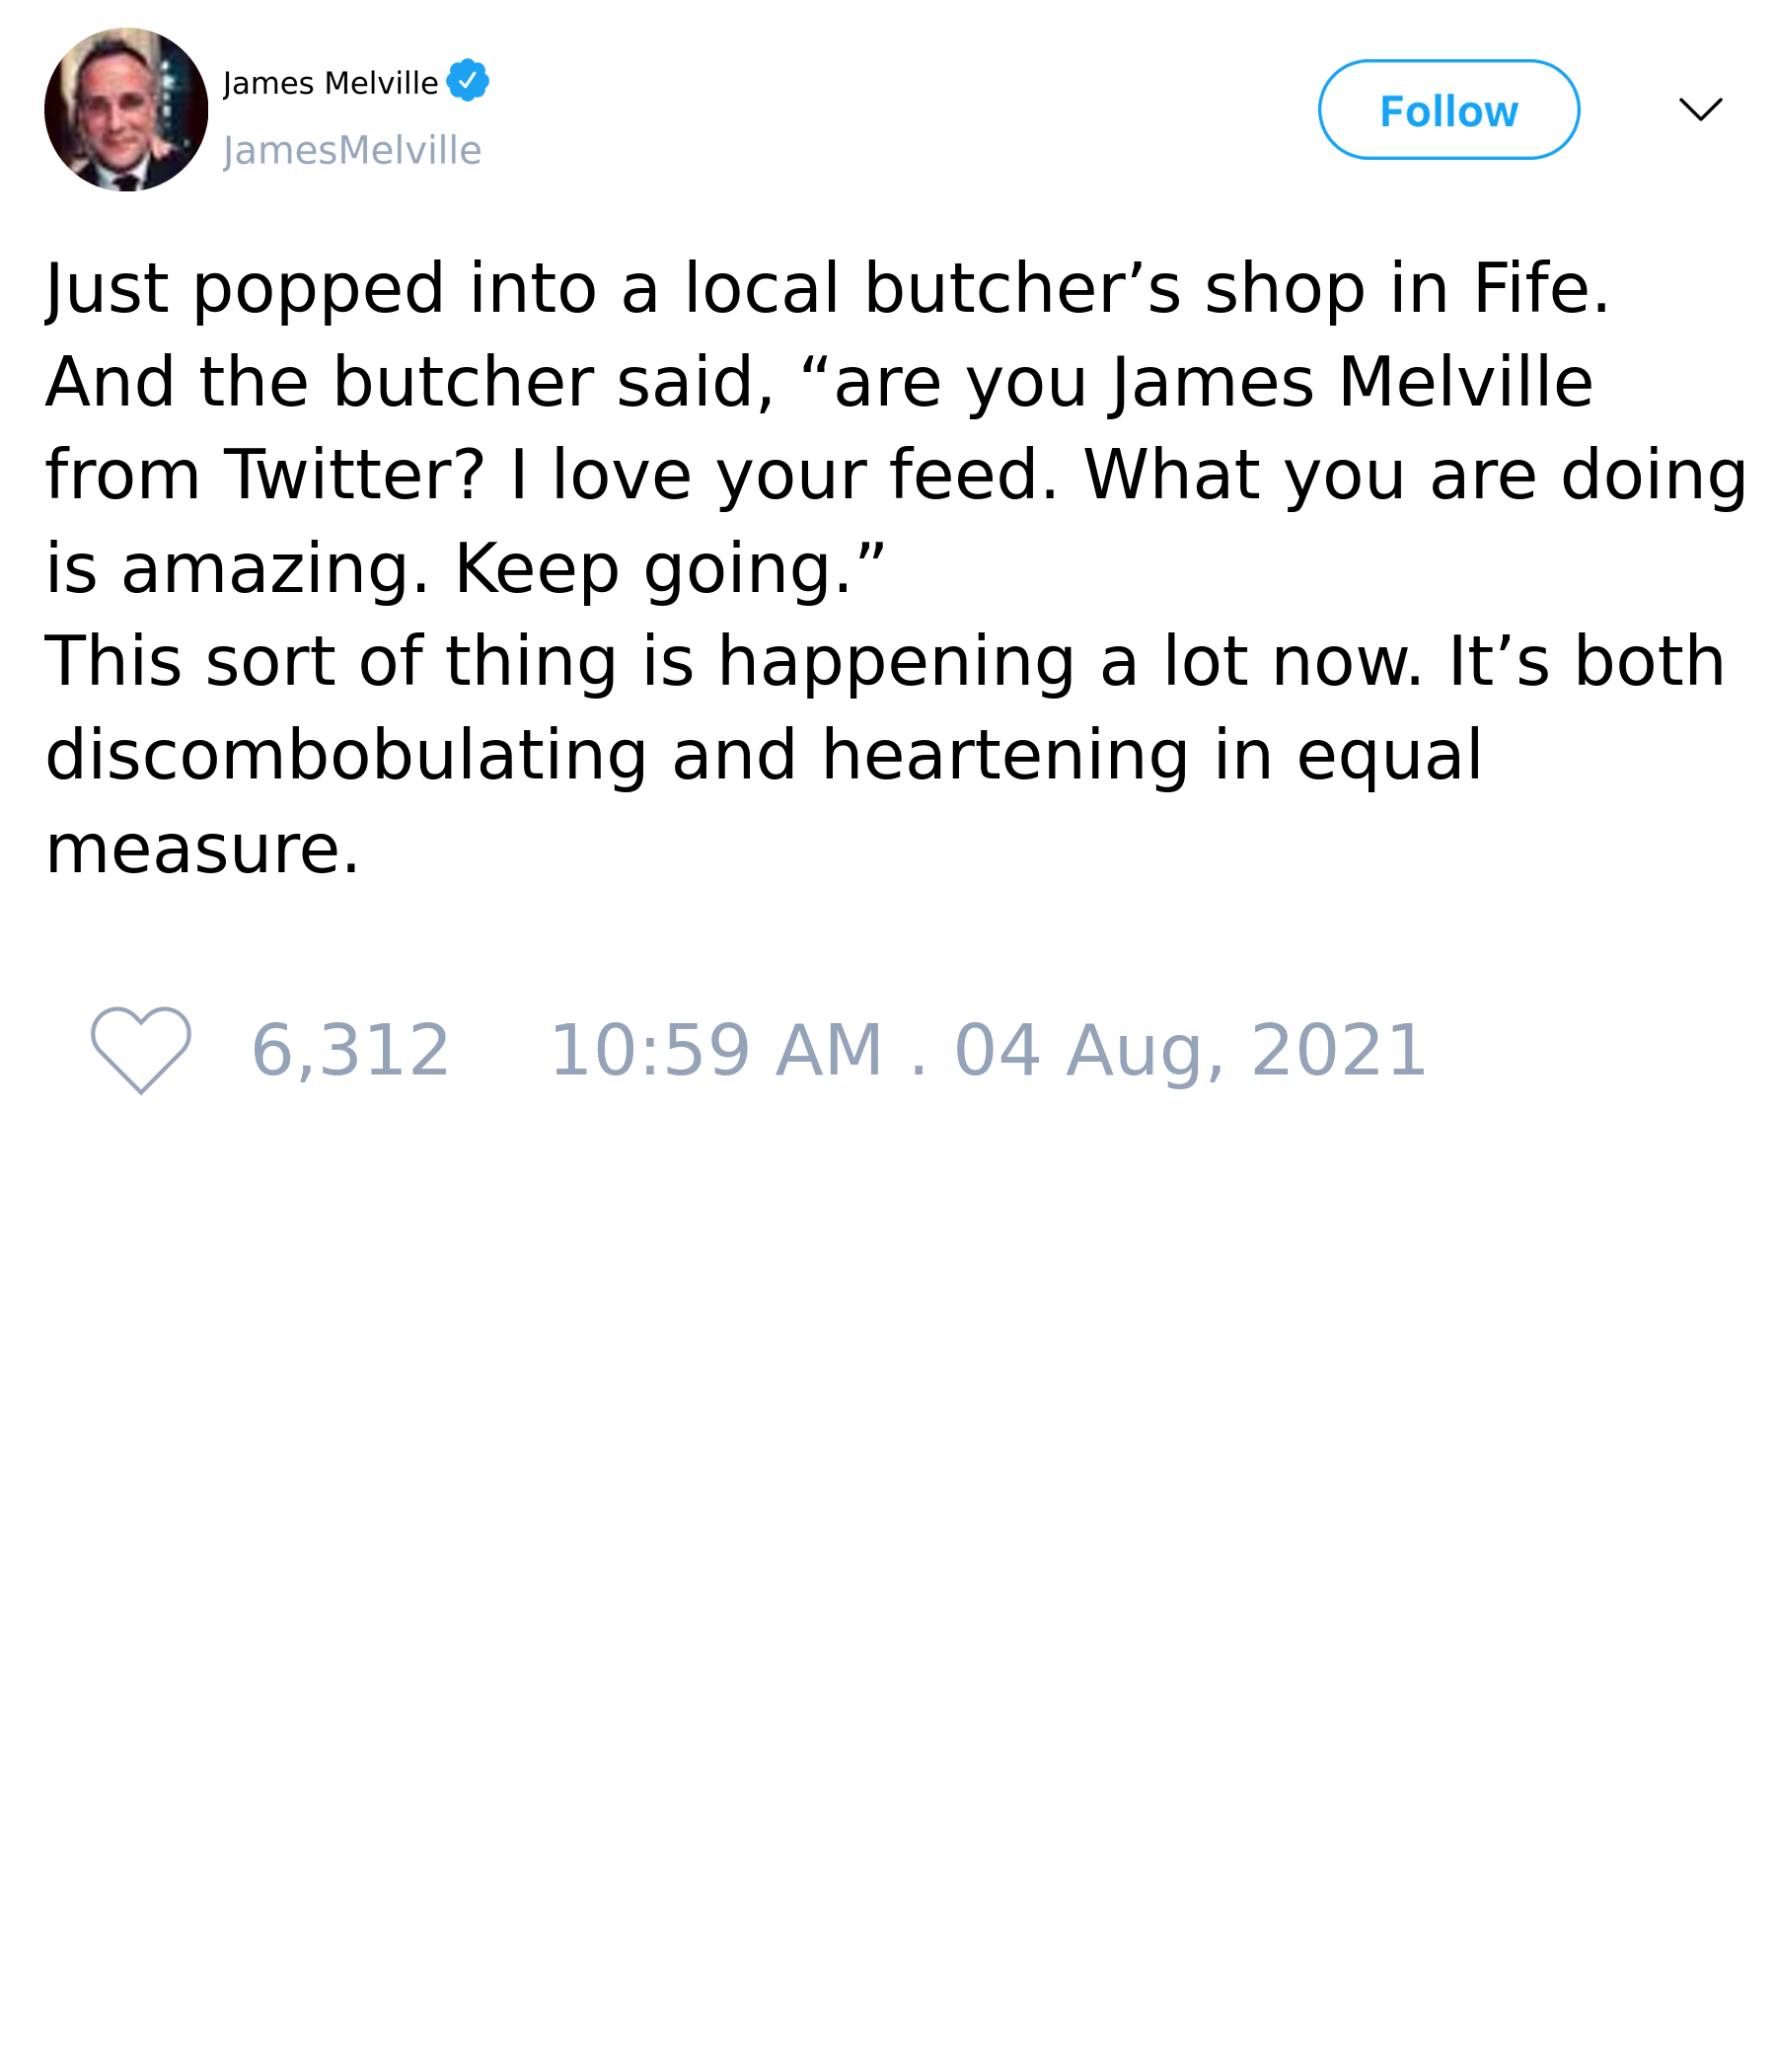 James Melville
JamesMelville
Follow
Just popped into a local butcher’s shop in Fife.
And the butcher said, “are you James Melville
from Twitter? I love your feed. What you are doing
is amazing. Keep going.”
This sort of thing is happening a lot now. It’s both
discombobulating and heartening in equal
measure.
6,312 10:59 AM . 04 Aug, 2021